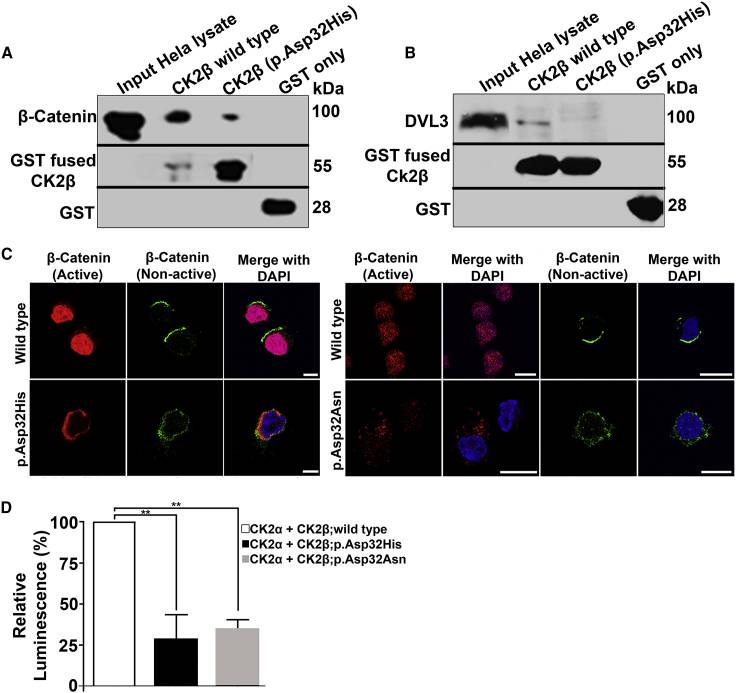 A
Input Hela lysate
CK2β wild type
CK2β (p.Asp32His)
GST only
kDa
β-Catenin
100
GST fused
CK2β
55
GST
28
B
Input Hela lysate
CK2β wild type
CK2β (p.Asp32His)
GST only
kDa
DVL3
100
GST fused
Ck2β
55
GST
28
C
β-Catenin
(Active)
β-Catenin
(Non-active)
Merge with
DAPI
Wild type
p.Asp32His
β-Catenin
(Active)
Merge with
DAPI
β-Catenin
(Non-active)
Merge with
DAPI
Wild type
p.Asp32Asn
D
Relative
Luminescence (%)
100
75
50
25
0
**
**
CK2α + CK2β;wild type
CK2α + CK2β;p.Asp32His
CK2α + CK2β;p.Asp32Asn